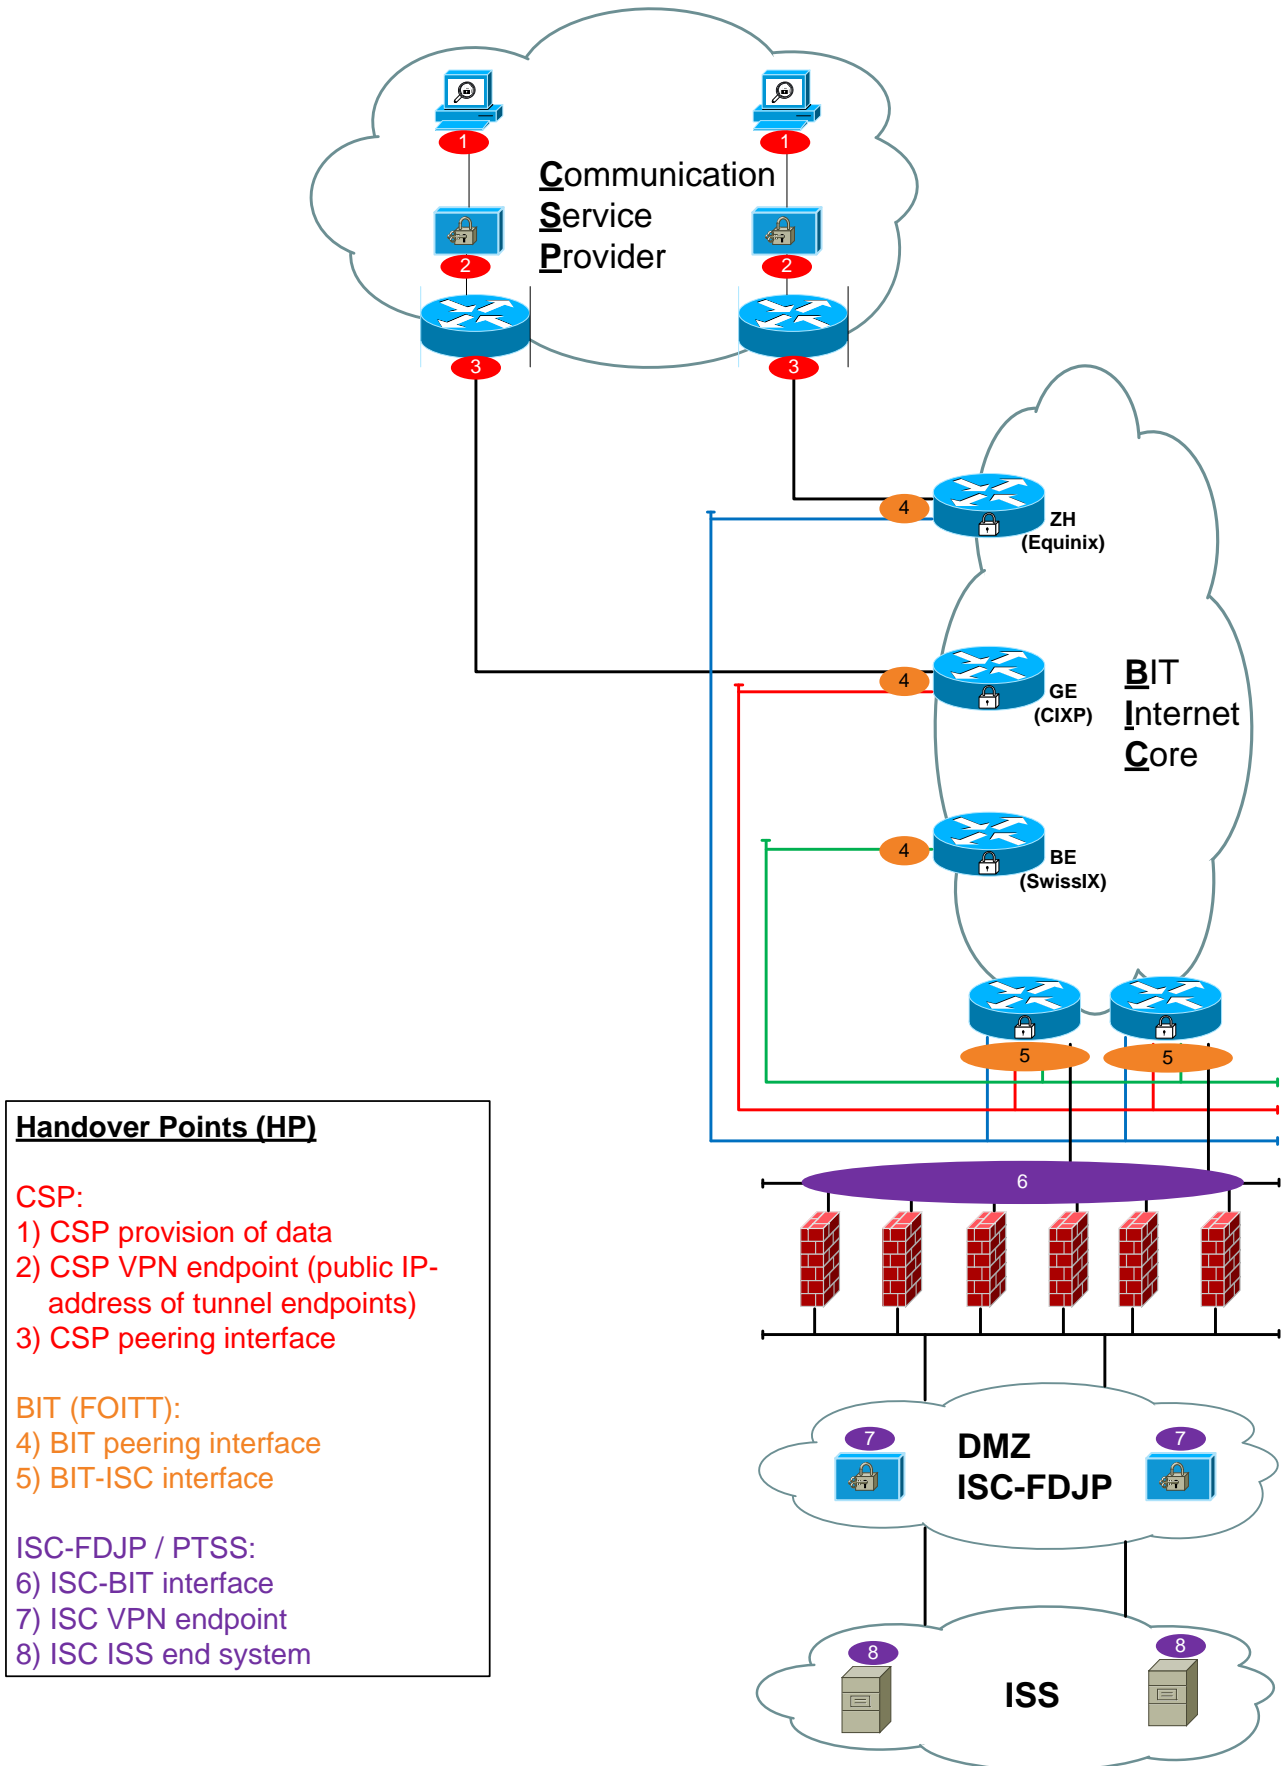 1
1
Communication
Service
Provider
2
2
3
3
4
ZH
(Equinix)
4
GE
(CIXP)
BIT
Internet
Core
4
BE
(SwissIX)
5
5
Handover Points (HP)
CSP:
1) CSP provision of data
2) CSP VPN endpoint (public IP-
address of tunnel endpoints)
3) CSP peering interface
BIT (FOITT):
4) BIT peering interface
5) BIT-ISC interface
ISC-FDJP / PTSS:
6) ISC-BIT interface
7) ISC VPN endpoint
8) ISC ISS end system
6
7
7
DMZ
ISC-FDJP
8
8
ISS